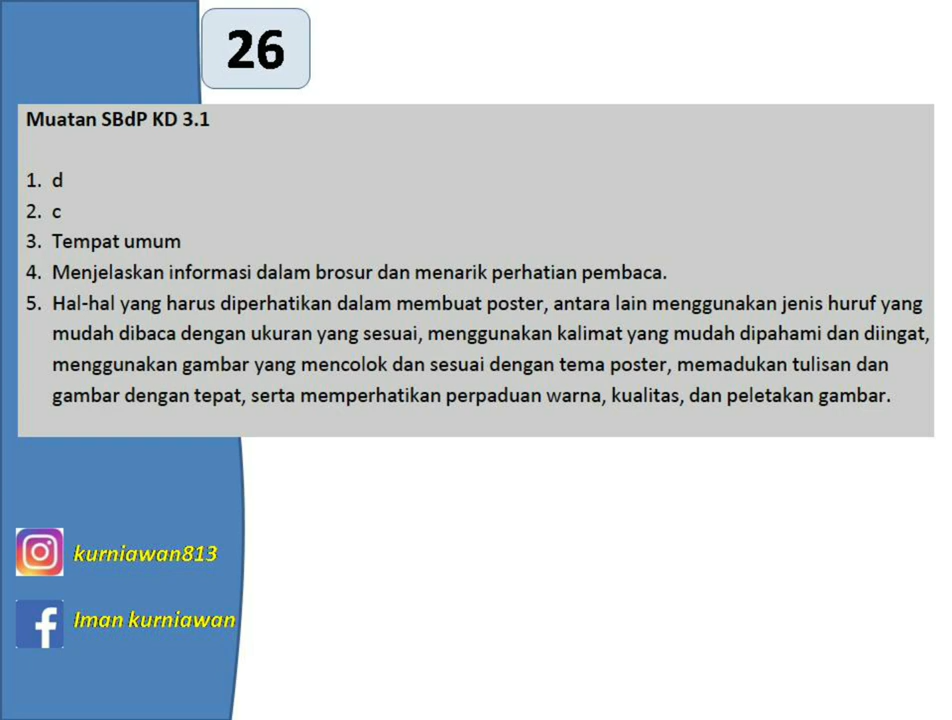 26
Muatan SBdP KD 3.1
1. d
2. c
3. Tempat umum
4. Menjelaskan informasi dalam brosur dan menarik perhatian pembaca.
5. Hal-hal yang harus diperhatikan dalam membuat poster, antara lain menggunakan jenis huruf yang
mudah dibaca dengan ukuran yang sesuai, menggunakan kalimat yang mudah dipahami dan diingat,
menggunakan gambar yang mencolok dan sesuai dengan tema poster, memadukan tulisan dan
gambar dengan tepat, serta memperhatikan perpaduan warna, kualitas, dan peletakan gambar.
kurniawan813
Iman kurniawan